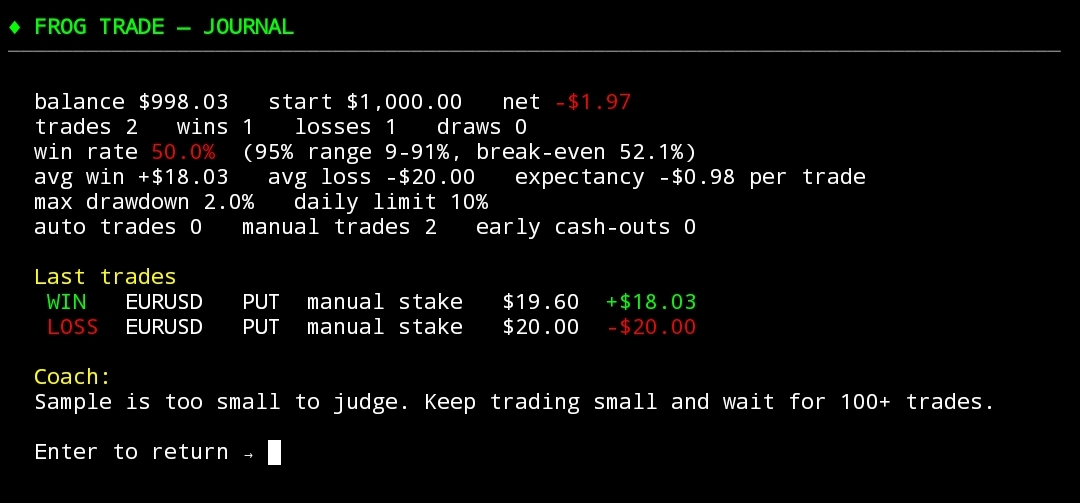 ♦ FROG TRADE — JOURNAL
balance $998.03   start $1,000.00   net -$1.97
trades 2   wins 1   losses 1   draws 0
win rate 50.0%  (95% range 9-91%, break-even 52.1%)
avg win +$18.03   avg loss -$20.00   expectancy -$0.98 per trade
max drawdown 2.0%   daily limit 10%
auto trades 0   manual trades 2   early cash-outs 0
Last trades
WIN   EURUSD   PUT  manual stake   $19.60  +$18.03
LOSS  EURUSD   PUT  manual stake   $20.00  -$20.00
Coach:
Sample is too small to judge. Keep trading small and wait for 100+ trades.
Enter to return →